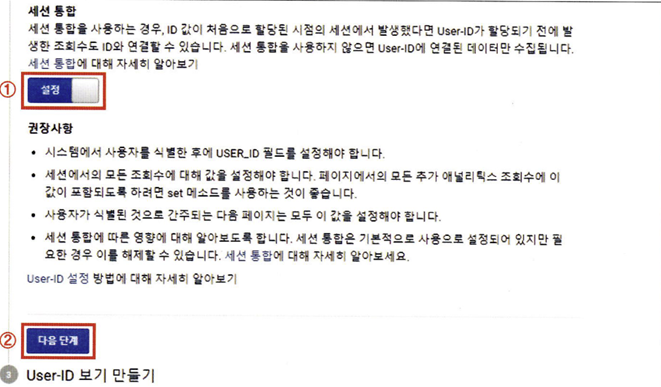 세션 통합
세션 통합을 사용하는 경우, ID 값이 처음으로 할당된 시점의 세션에서 발생했다면 User-ID가 할당되기 전에 발
생한 조회수도 ID와 연결할 수 있습니다. 세션 통합을 사용하지 않으면 User-ID에 연결된 데이터만 수집됩니다.
세션 통합에 대해 자세히 알아보기
① 설정
권장사항
• 시스템에서 사용자를 식별한 후에 USER_ID 필드를 설정해야 합니다.
• 세션에서의 모든 조회수에 대해 값을 설정해야 합니다. 페이지에서의 모든 추가 애널리틱스 조회수에 이
값이 포함되도록 하려면 set 메소드를 사용하는 것이 좋습니다.
• 사용자가 식별된 것으로 간주되는 다음 페이지는 모두 이 값을 설정해야 합니다.
• 세션 통합에 따른 영향에 대해 알아보도록 합니다. 세션 통합은 기본적으로 사용으로 설정되어 있지만 필
요한 경우 이를 해제할 수 있습니다. 세션 통합에 대해 자세히 알아보세요.
User-ID 설정 방법에 대해 자세히 알아보기
② 다음 단계
3 User-ID 보기 만들기